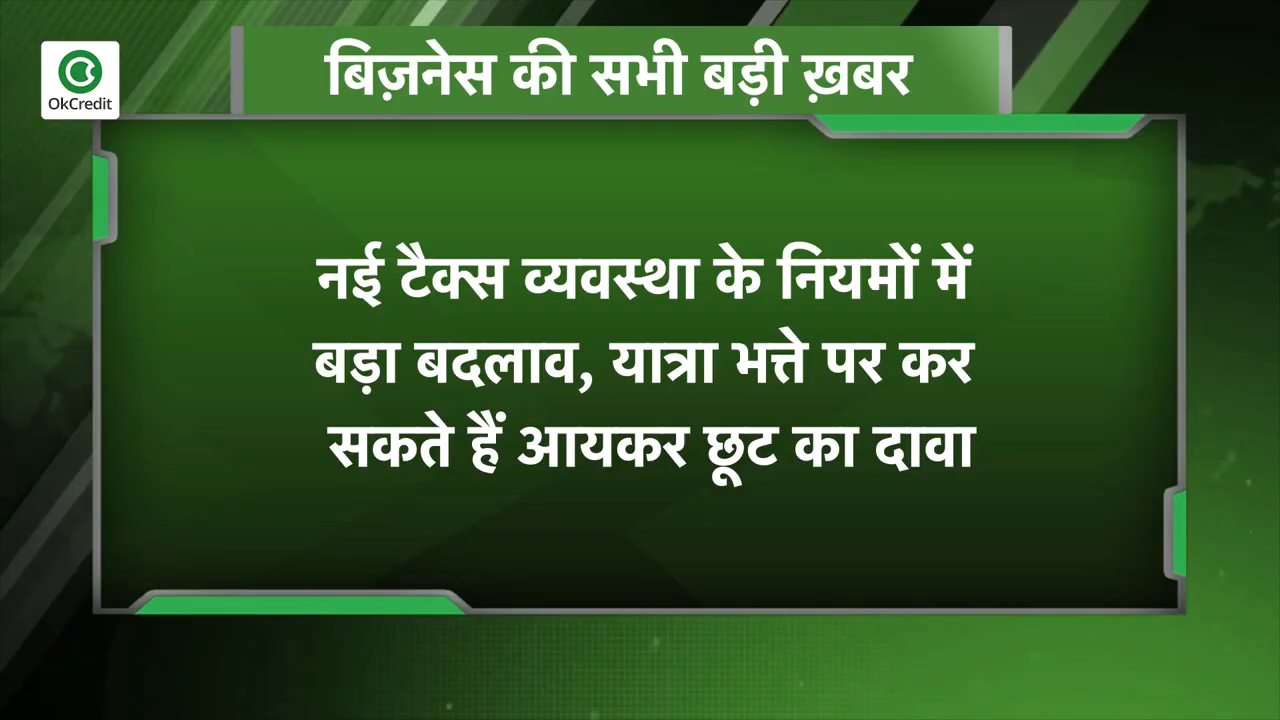 बिज़नेस की सभी बड़ी ख़बर
OkCredit
नई टैक्स व्यवस्था के नियमों में
बड़ा बदलाव, यात्रा भत्ते पर कर
सकते हैं आयकर छूट का दावा